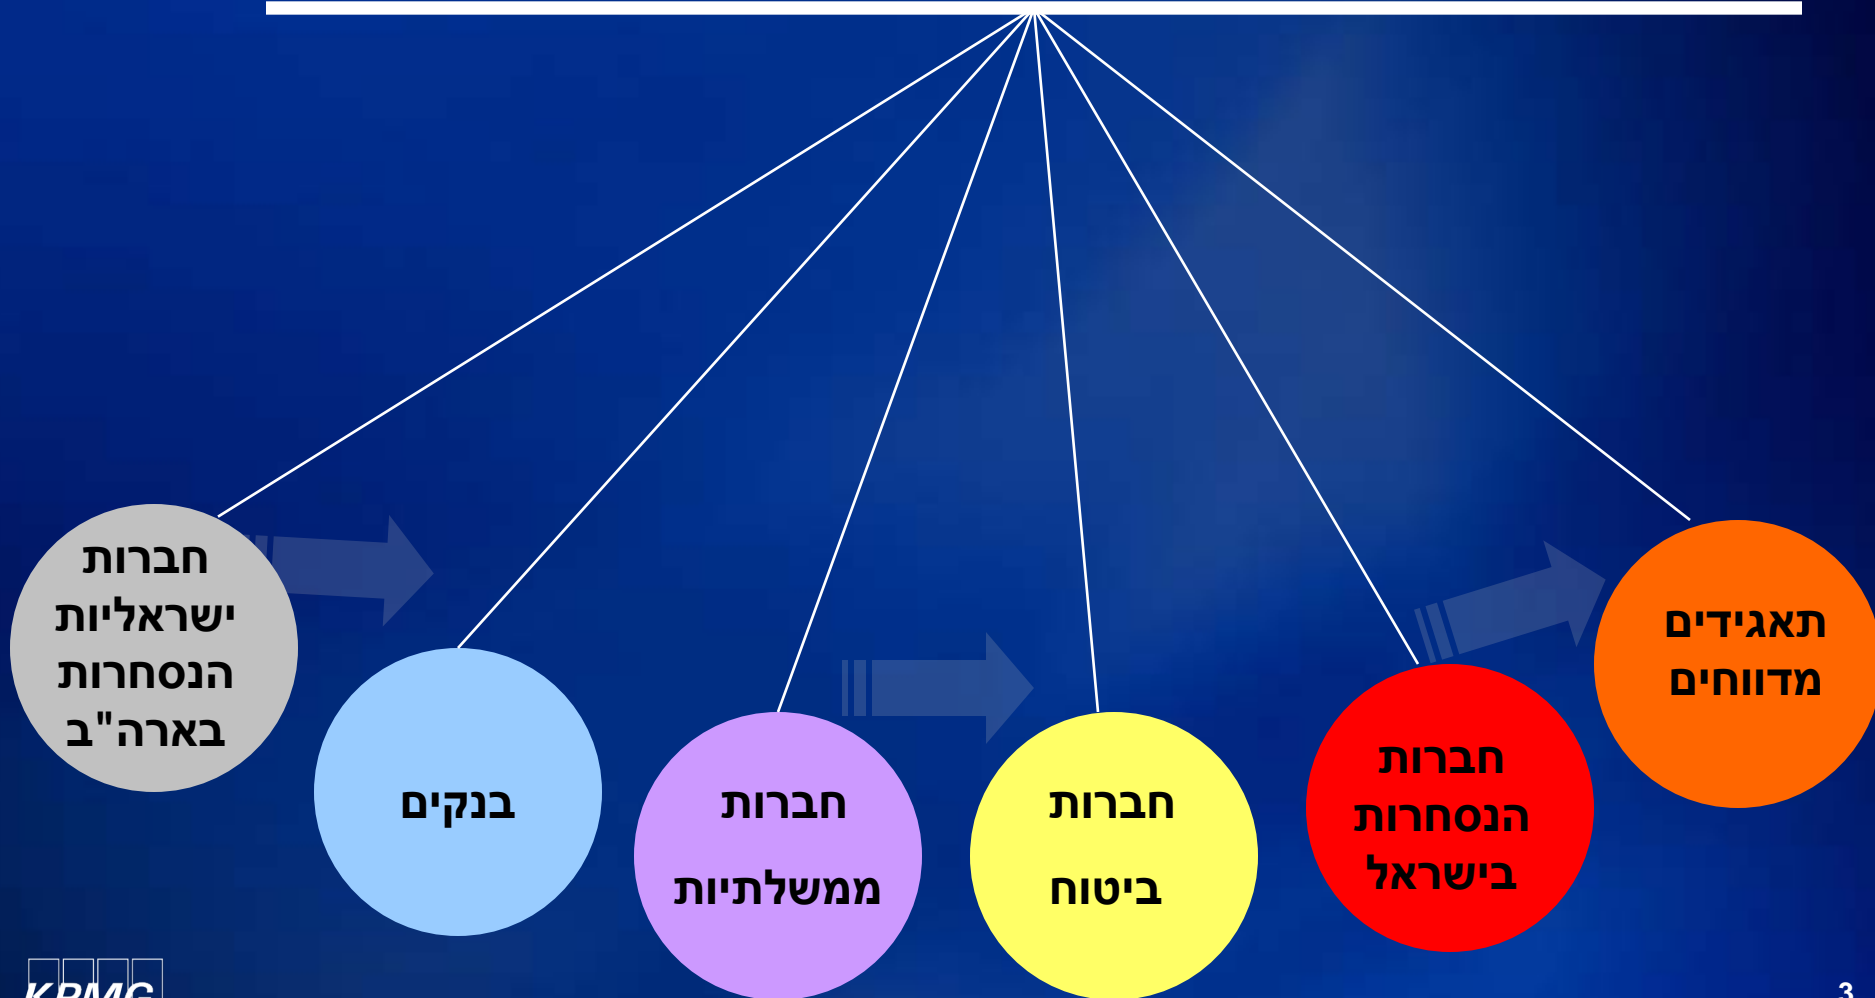 חברות
ישראליות
הנסחרות
בארה"ב
בנקים
חברות
ממשלתיות
חברות
ביטוח
חברות
הנסחרות
בישראל
תאגידים
מדווחים
KPMG
3